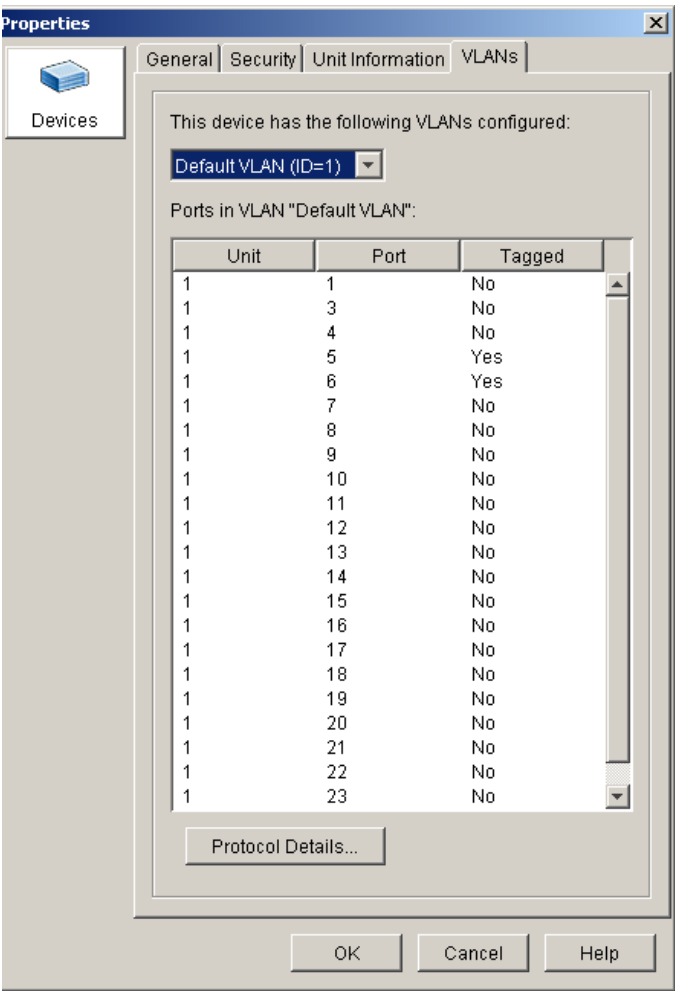 Properties
Devices
General Security Unit Information VLANs
This device has the following VLANs configured:
Default VLAN (ID=1)
Ports in VLAN "Default VLAN":
Unit Port Tagged
1 1 No
1 3 No
1 4 No
1 5 Yes
1 6 Yes
1 7 No
1 8 No
1 9 No
1 10 No
1 11 No
1 12 No
1 13 No
1 14 No
1 15 No
1 16 No
1 17 No
1 18 No
1 19 No
1 20 No
1 21 No
1 22 No
1 23 No
Protocol Details...
OK Cancel Help